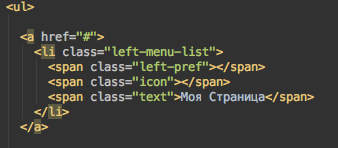 <ul>
<a href="#">
<li class="left-menu-list">
<span class="left-pref"></span>
<span class="icon"></span>
<span class="text">Моя Страница</span>
</li>
</a>